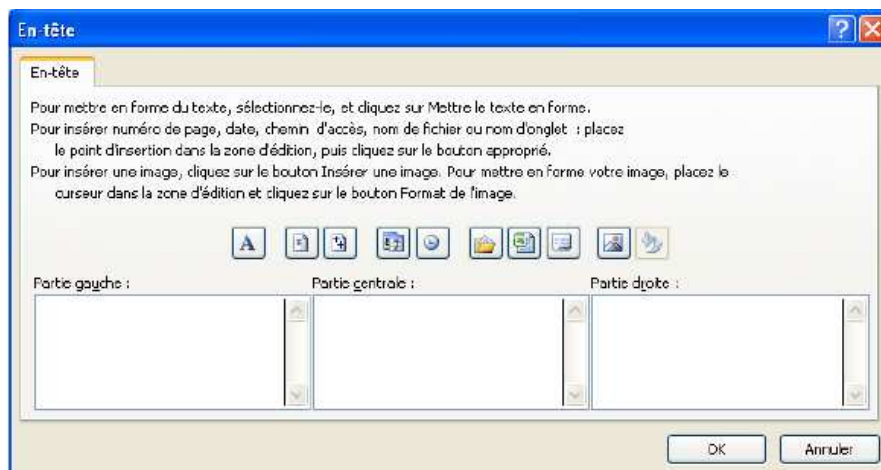 En-tête
En-tête
Pour mettre en forme du texte, sélectionnez-le, et cliquez sur Mettre le texte en forme.
Pour insérer numéro de page, date, chemin d'accès, nom de fichier ou nom d'onglet : placez
le point d'insertion dans la zone d'édition, puis cliquez sur le bouton approprié.
Pour insérer une image, cliquez sur le bouton Insérer une image. Pour mettre en forme votre image, placez le
curseur dans la zone d'édition et cliquez sur le bouton Format de l'image.
A
Partie gauche : Partie centrale : Partie droite :
OK Annuler